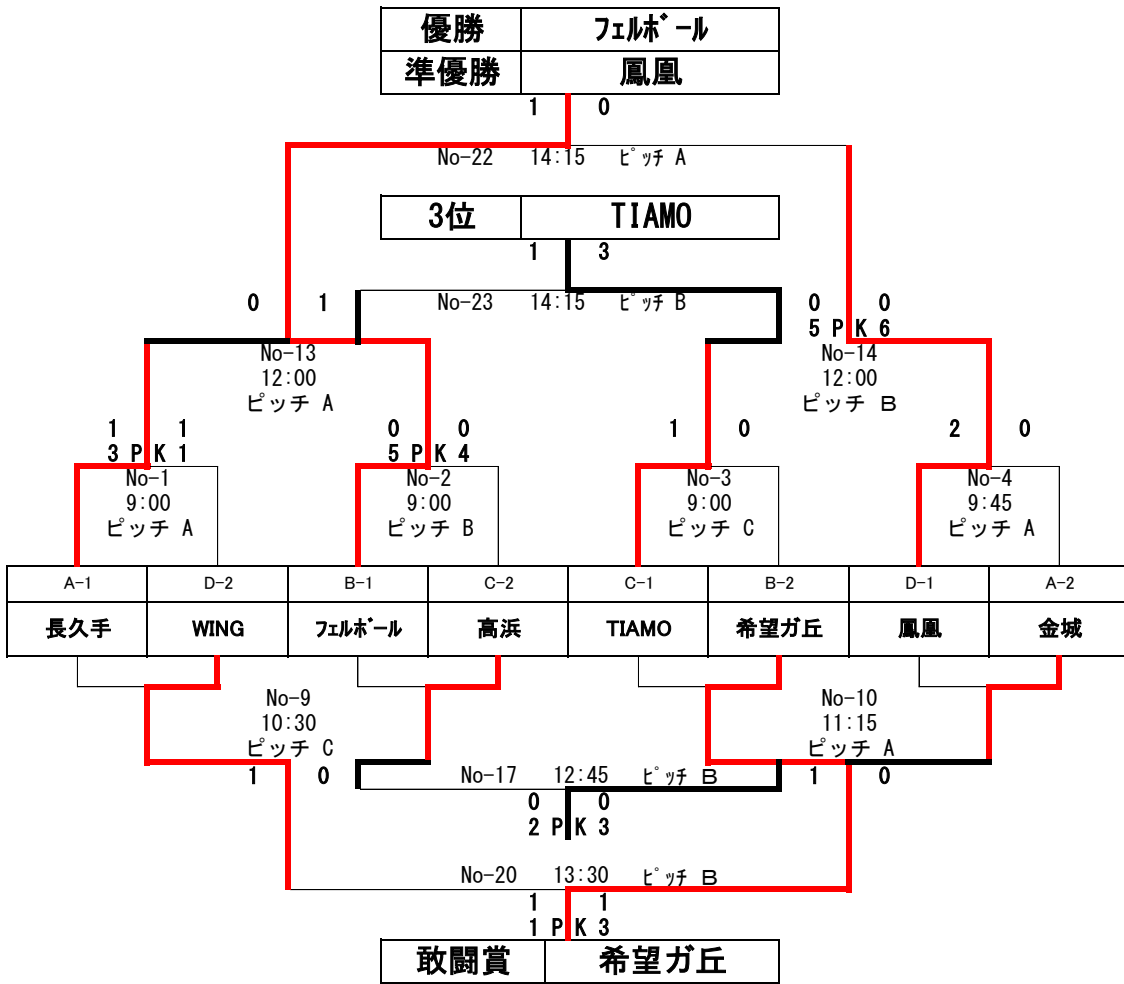 優勝 フェルボール
準優勝 鳳凰
1 0
No-22 14:15 ピッチ A
3位 TIAMO
1 3
0 1 No-23 14:15 ピッチ B 0 0
5 P K 6
No-13 No-14
12:00 12:00
ピッチ A ピッチ B
1 1 0 0 1 0 2 0
3 P K 1 5 P K 4
No-1 No-2 No-3 No-4
9:00 9:00 9:00 9:45
ピッチ A ピッチ B ピッチ C ピッチ A
A-1 D-2 B-1 C-2 C-1 B-2 D-1 A-2
長久手 WING フェルボール 高浜 TIAMO 希望ガ丘 鳳凰 金城
No-9 No-10
10:30 11:15
ピッチ C ピッチ A
1 0 No-17 12:45 ピッチ B 1 0
0 0
2 P K 3
No-20 13:30 ピッチ B
1 1
1 P K 3
敢闘賞 希望ガ丘